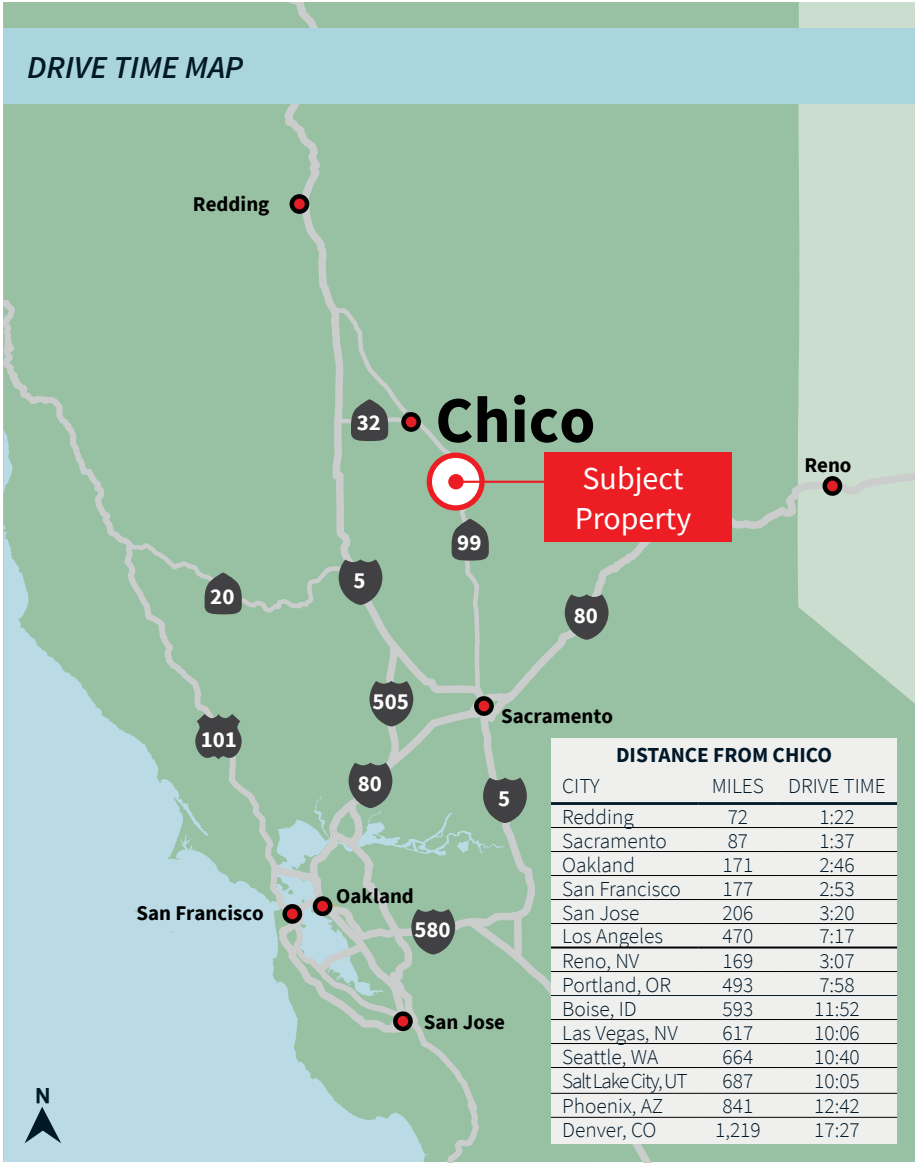 DRIVE TIME MAP
Redding
32
Chico
Subject
Property
Reno
99
5
20
80
505
Sacramento
101
80
5
Oakland
San Francisco
580
San Jose
N
DISTANCE FROM CHICO
CITY MILES DRIVE TIME
Redding 72 1:22
Sacramento 87 1:37
Oakland 171 2:46
San Francisco 177 2:53
San Jose 206 3:20
Los Angeles 470 7:17
Reno, NV 169 3:07
Portland, OR 493 7:58
Boise, ID 593 11:52
Las Vegas, NV 617 10:06
Seattle, WA 664 10:40
Salt Lake City, UT 687 10:05
Phoenix, AZ 841 12:42
Denver, CO 1,219 17:27